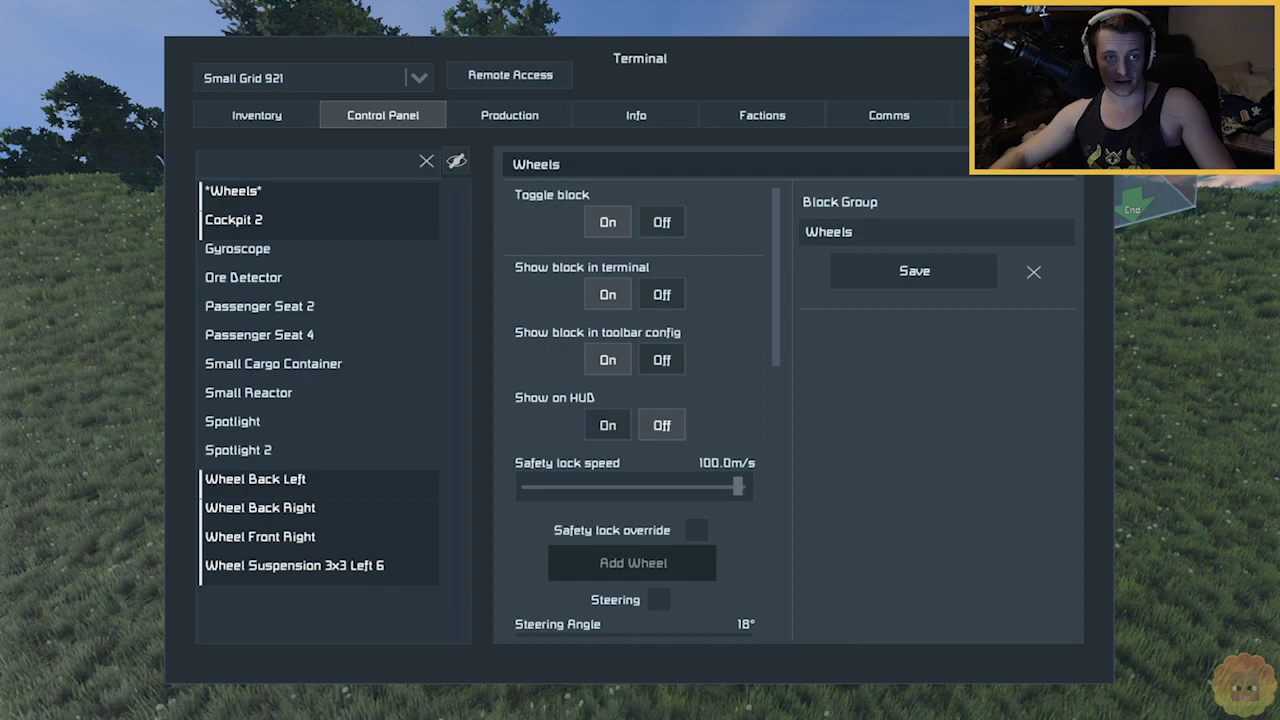 Terminal
Small Grid 921
Remote Access
Inventory
Control Panel
Production
Info
Factions
Comms
*Wheels*
Cockpit 2
Gyroscope
Ore Detector
Passenger Seat 2
Passenger Seat 4
Small Cargo Container
Small Reactor
Spotlight
Spotlight 2
Wheel Back Left
Wheel Back Right
Wheel Front Right
Wheel Suspension 3x3 Left 6
Wheels
Toggle block
On Off
Show block in terminal
On Off
Show block in toolbar config
On Off
Show on HUD
On Off
Safety lock speed 100.0m/s
Safety lock override
Add Wheel
Steering
Steering Angle 18°
Block Group
Wheels
Save
End